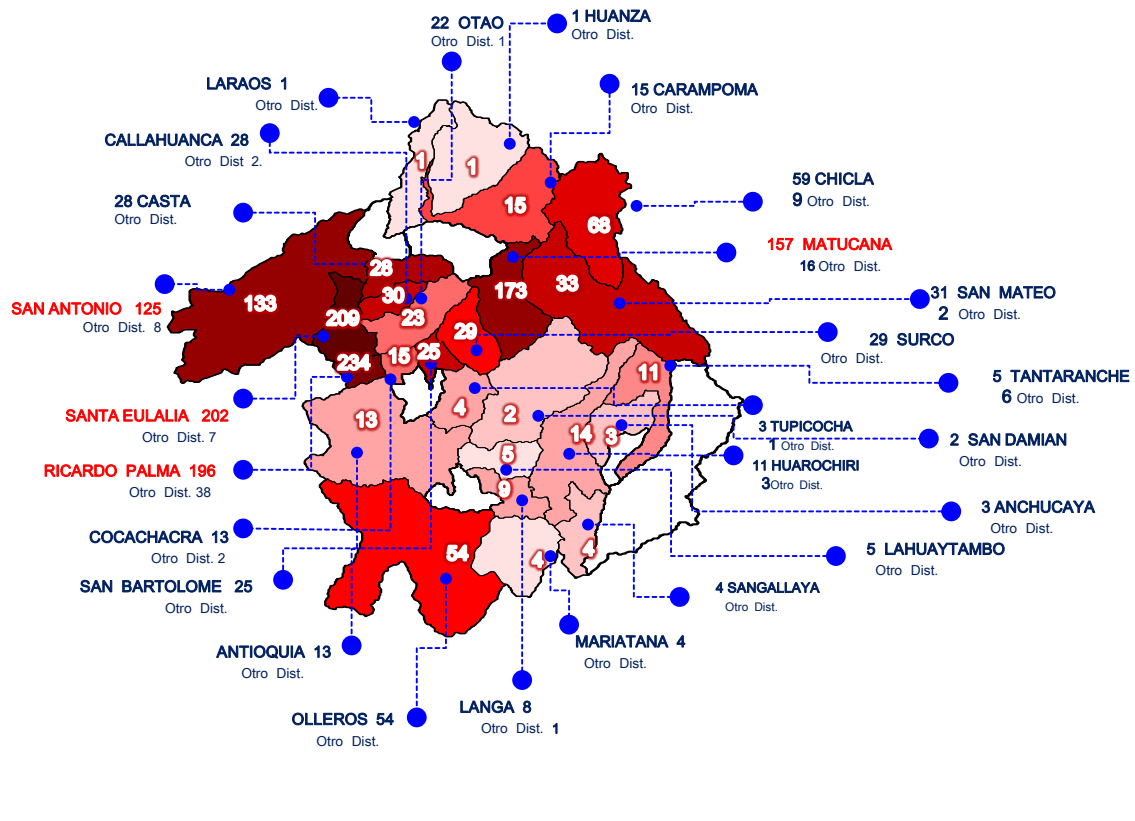 22 OTAO
Otro Dist. 1
1 HUANZA
Otro Dist.
LARAOS 1
Otro Dist.
15 CARAMPOMA
Otro Dist.
CALLAHUANCA 28
Otro Dist 2.
28 CASTA
Otro Dist.
59 CHICLA
9 Otro Dist.
157 MATUCANA
16 Otro Dist.
SAN ANTONIO 125
Otro Dist. 8
31 SAN MATEO
2 Otro Dist.
29 SURCO
Otro Dist.
5 TANTARANCHE
6 Otro Dist.
SANTA EULALIA 202
Otro Dist. 7
3 TUPICOCHA
1 Otro Dist.
2 SAN DAMIAN
Otro Dist.
RICARDO PALMA 196
Otro Dist. 38
11 HUAROCHIRI
3 Otro Dist.
3 ANCHUCAYA
Otro Dist.
COCACHACRA 13
Otro Dist. 2
5 LAHUAYTAMBO
Otro Dist.
SAN BARTOLOME 25
Otro Dist.
4 SANGALLAYA
Otro Dist.
ANTIOQUIA 13
Otro Dist.
MARIATANA 4
Otro Dist.
OLLEROS 54
Otro Dist.
LANGA 8
Otro Dist. 1
1
1
15
68
28
133
30
173
33
209
23
29
234
15
25
11
13
4
2
14
3
5
9
54
4
4